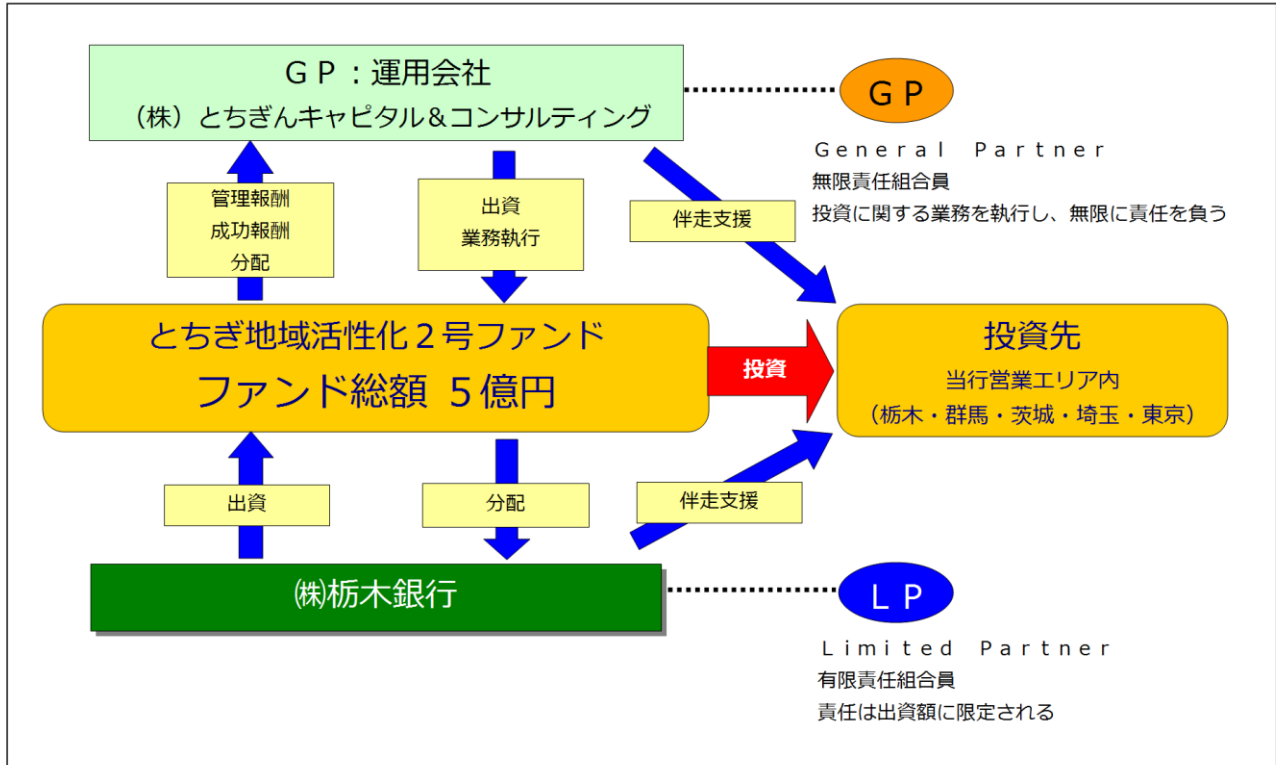 ＧＰ：運用会社
（株）とちぎんキャピタル＆コンサルティング
ＧＰ
Ｇｅｎｅｒａｌ　Ｐａｒｔｎｅｒ
無限責任組合員
投資に関する業務を執行し、無限に責任を負う
管理報酬
成功報酬
分配
出資
業務執行
伴走支援
とちぎ地域活性化２号ファンド
ファンド総額 ５億円
投資
投資先
当行営業エリア内
（栃木・群馬・茨城・埼玉・東京）
出資
分配
伴走支援
㈱栃木銀行
ＬＰ
Ｌｉｍｉｔｅｄ　Ｐａｒｔｎｅｒ
有限責任組合員
責任は出資額に限定される